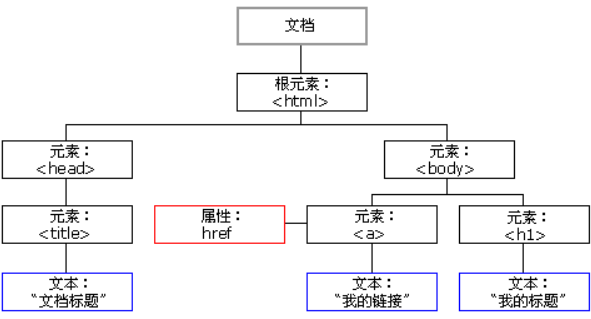 文档
根元素：
<html>
元素：
<head>
元素：
<body>
元素：
<title>
属性：
href
元素：
<a>
元素：
<h1>
文本：
“文档标题”
文本：
“我的链接”
文本：
“我的标题”